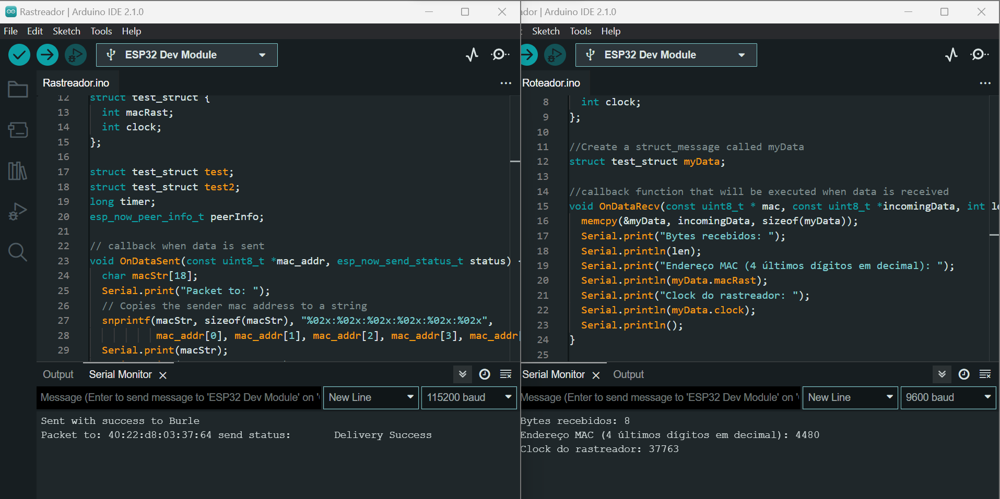 Rastreador | Arduino IDE 2.1.0
File Edit Sketch Tools Help
ESP32 Dev Module
Rastreador.ino
12 struct test_struct {
13 int macRast;
14 int clock;
15 };
16
17 struct test_struct test;
18 struct test_struct test2;
19 long timer;
20 esp_now_peer_info_t peerInfo;
21
22 // callback when data is sent
23 void OnDataSent(const uint8_t *mac_addr, esp_now_send_status_t status)
24 char macStr[18];
25 Serial.print("Packet to: ");
26 // Copies the sender mac address to a string
27 snprintf(macStr, sizeof(macStr), "%02x:%02x:%02x:%02x:%02x:%02x",
28 mac_addr[0], mac_addr[1], mac_addr[2], mac_addr[3], mac_addr[
29 Serial.print(macStr);
Output Serial Monitor
Message (Enter to send message to 'ESP32 Dev Module' on ' New Line 115200 baud
Sent with success to Burle
Packet to: 40:22:d8:03:37:64 send status: Delivery Success
dor | Arduino IDE 2.1.0
Sketch Tools Help
ESP32 Dev Module
Roteador.ino
8 int clock;
9 };
10
11 //Create a struct_message called myData
12 struct test_struct myData;
13
14 //callback function that will be executed when data is received
15 void OnDataRecv(const uint8_t * mac, const uint8_t *incomingData, int le
16 memcpy(&myData, incomingData, sizeof(myData));
17 Serial.print("Bytes recebidos: ");
18 Serial.println(len);
19 Serial.print("Endereço MAC (4 últimos dígitos em decimal): ");
20 Serial.println(myData.macRast);
21 Serial.print("Clock do rastreador: ");
22 Serial.println(myData.clock);
23 Serial.println();
24 }
25
Serial Monitor Output
Message (Enter to send message to 'ESP32 Dev Module' on ' New Line 9600 baud
Bytes recebidos: 8
Endereço MAC (4 últimos dígitos em decimal): 4480
Clock do rastreador: 37763